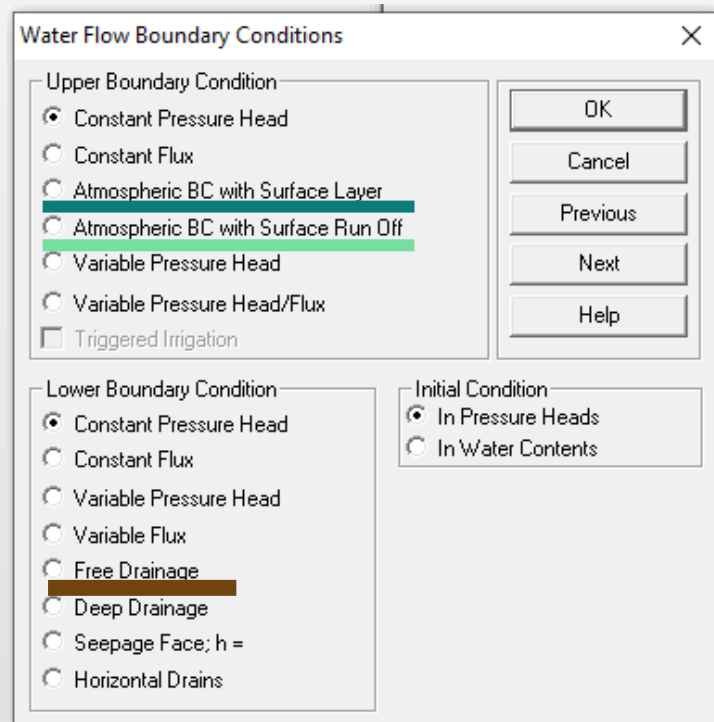 Water Flow Boundary Conditions
Upper Boundary Condition
Constant Pressure Head
Constant Flux
Atmospheric BC with Surface Layer
Atmospheric BC with Surface Run Off
Variable Pressure Head
Variable Pressure Head/Flux
Triggered Irrigation
OK
Cancel
Previous
Next
Help
Lower Boundary Condition
Constant Pressure Head
Constant Flux
Variable Pressure Head
Variable Flux
Free Drainage
Deep Drainage
Seepage Face; h =
Horizontal Drains
Initial Condition
In Pressure Heads
In Water Contents